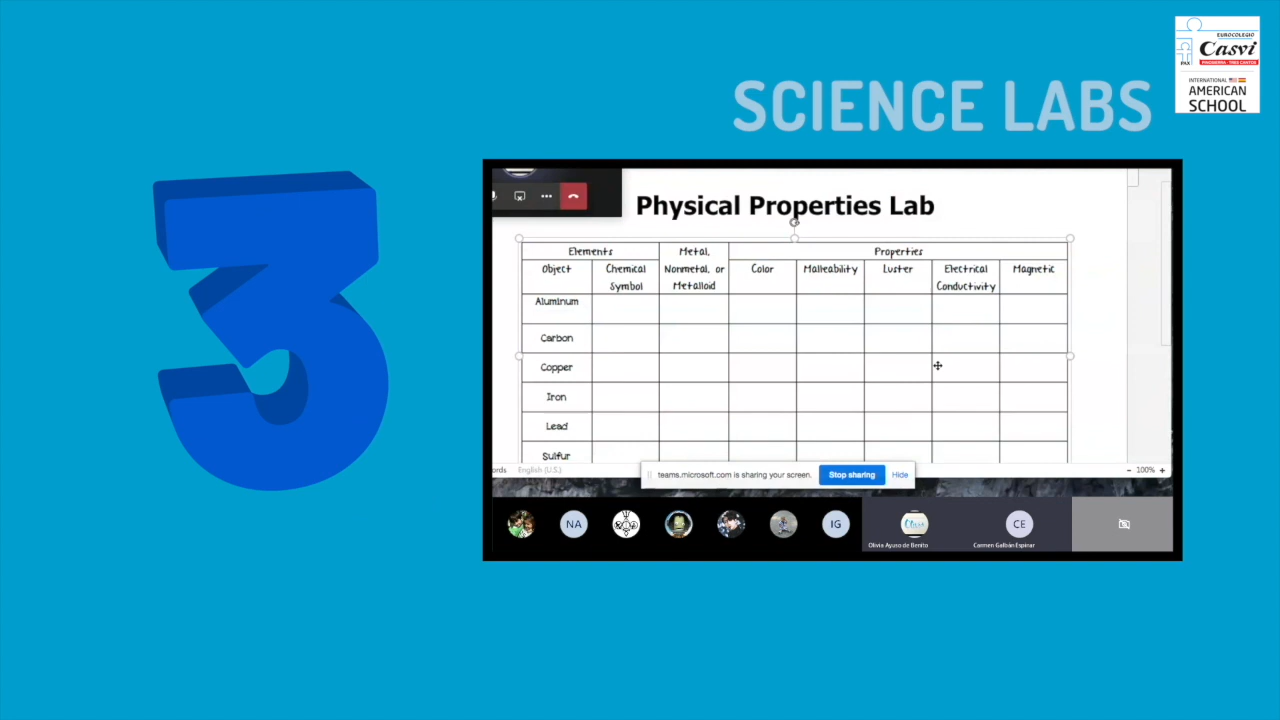 EUROCOLEGIO
Casvi
PAX
INTERNATIONAL
AMERICAN
SCHOOL
SCIENCE LABS
3
Physical Properties Lab
Elements
Metal, Nonmetal, or Metalloid
Properties
Object
Chemical Symbol
Color
Malleability
Luster
Electrical Conductivity
Magnetic
Aluminum
Carbon
Copper
Iron
Lead
Sulfur
ords
English (U.S.)
100%
teams.microsoft.com is sharing your screen.
Stop sharing
Hide
NA
IG
CE
Olivia Ayuso de Benito
Carmen Galbán Espinar